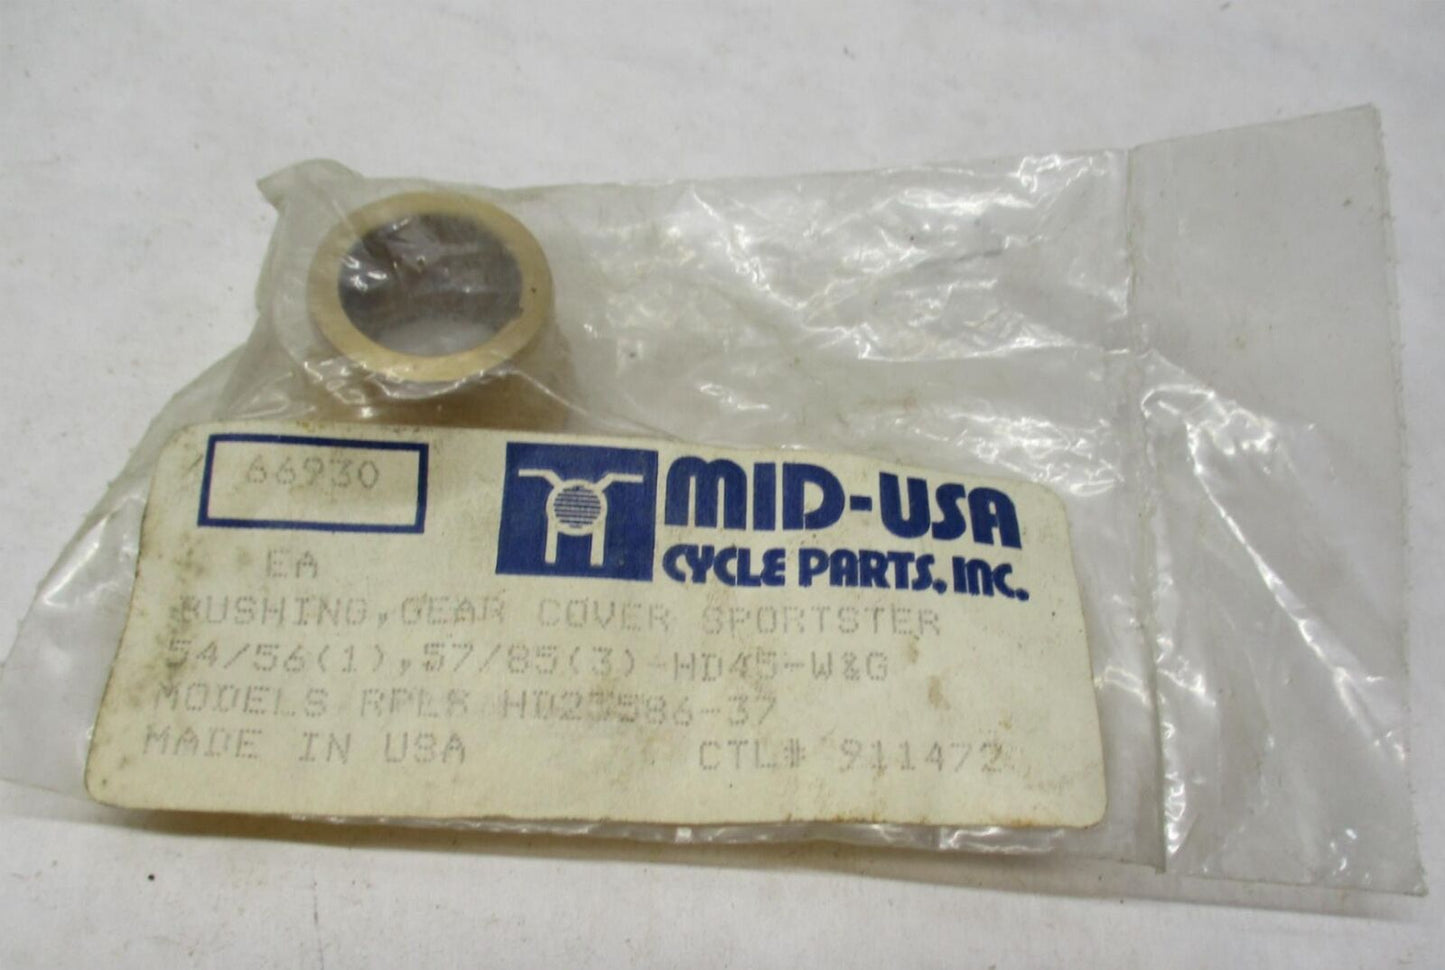 66930
MID-USA
CYCLE PARTS, INC.
EA
BUSHING,GEAR COVER SPORTSTER
54/56(1),57/85(3)-HD45-W&G
MODELS RPLS HD25586-37
MADE IN USA CTL# 911472